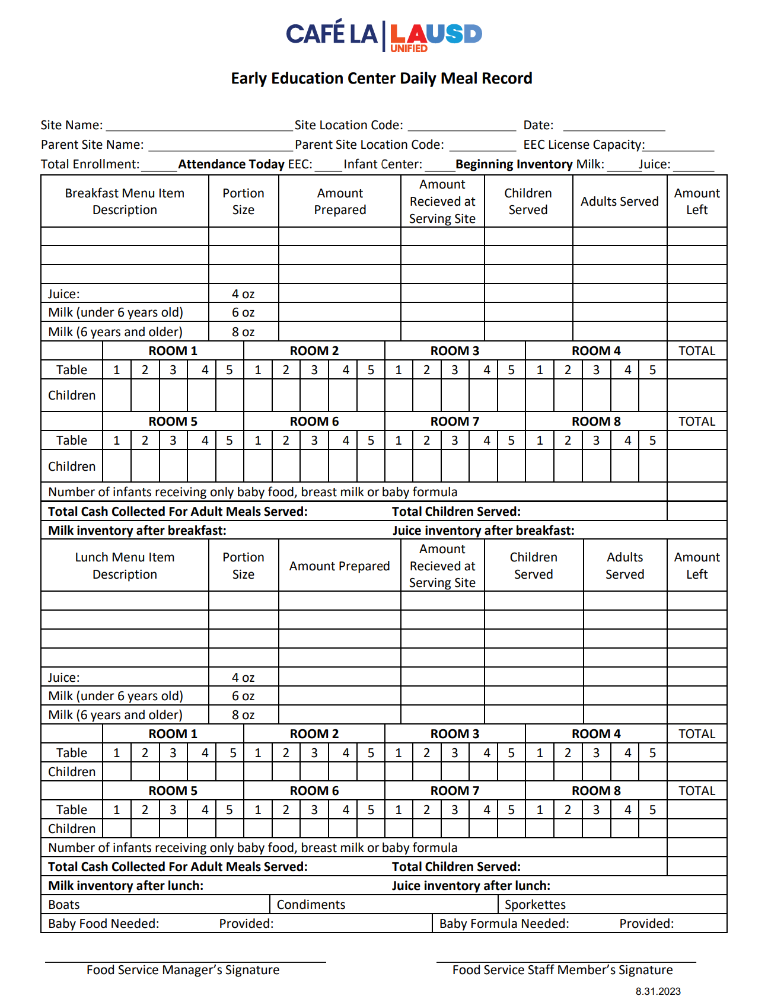 CAFÉ LA LAUSD
UNIFIED
Early Education Center Daily Meal Record
Site Name: Site Location Code: Date:
Parent Site Name: Parent Site Location Code: EEC License Capacity:
Total Enrollment: Attendance Today EEC: Infant Center: Beginning Inventory Milk: Juice:
Breakfast Menu Item Description Portion Size Amount Prepared Amount Recieved at Serving Site Children Served Adults Served Amount Left
Juice: 4 oz
Milk (under 6 years old) 6 oz
Milk (6 years and older) 8 oz
ROOM 1 ROOM 2 ROOM 3 ROOM 4 TOTAL
Table 1 2 3 4 5 1 2 3 4 5 1 2 3 4 5 1 2 3 4 5
Children
ROOM 5 ROOM 6 ROOM 7 ROOM 8 TOTAL
Table 1 2 3 4 5 1 2 3 4 5 1 2 3 4 5 1 2 3 4 5
Children
Number of infants receiving only baby food, breast milk or baby formula
Total Cash Collected For Adult Meals Served: Total Children Served:
Milk inventory after breakfast: Juice inventory after breakfast:
Lunch Menu Item Description Portion Size Amount Prepared Amount Recieved at Serving Site Children Served Adults Served Amount Left
Juice: 4 oz
Milk (under 6 years old) 6 oz
Milk (6 years and older) 8 oz
ROOM 1 ROOM 2 ROOM 3 ROOM 4 TOTAL
Table 1 2 3 4 5 1 2 3 4 5 1 2 3 4 5 1 2 3 4 5
Children
ROOM 5 ROOM 6 ROOM 7 ROOM 8 TOTAL
Table 1 2 3 4 5 1 2 3 4 5 1 2 3 4 5 1 2 3 4 5
Children
Number of infants receiving only baby food, breast milk or baby formula
Total Cash Collected For Adult Meals Served: Total Children Served:
Milk inventory after lunch: Juice inventory after lunch:
Boats Condiments Sporkettes
Baby Food Needed: Provided: Baby Formula Needed: Provided:
Food Service Manager’s Signature Food Service Staff Member’s Signature
8.31.2023